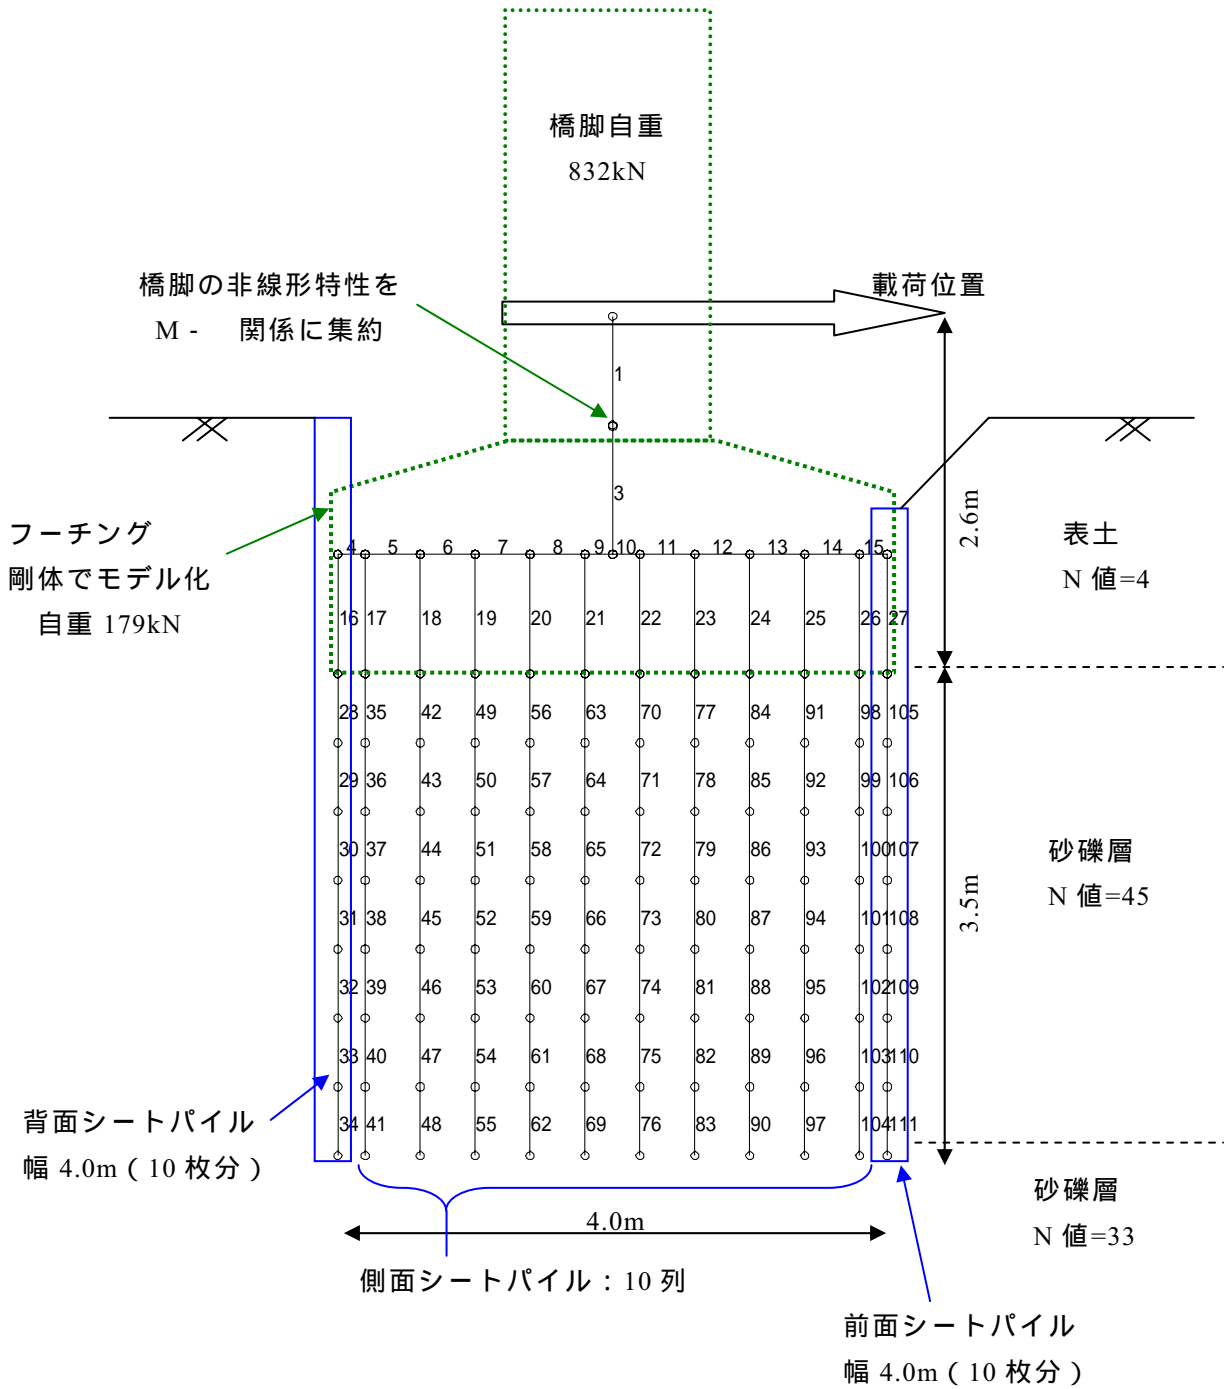 橋脚自重
832kN
橋脚の非線形特性を
M - 関係に集約
載荷位置
1
3
2.6m
フーチング
剛体でモデル化
自重 179kN
表土
N 値=4
4 5 6 7 8 9 10 11 12 13 14 15
16 17 18 19 20 21 22 23 24 25 26 27
28 35 42 49 56 63 70 77 84 91 98 105
29 36 43 50 57 64 71 78 85 92 99 106
30 37 44 51 58 65 72 79 86 93 100 107
31 38 45 52 59 66 73 80 87 94 101 108
32 39 46 53 60 67 74 81 88 95 102 109
33 40 47 54 61 68 75 82 89 96 103 110
34 41 48 55 62 69 76 83 90 97 104 111
砂礫層
N 値=45
3.5m
背面シートパイル
幅 4.0m（10 枚分）
4.0m
砂礫層
N 値=33
側面シートパイル：10 列
前面シートパイル
幅 4.0m（10 枚分）